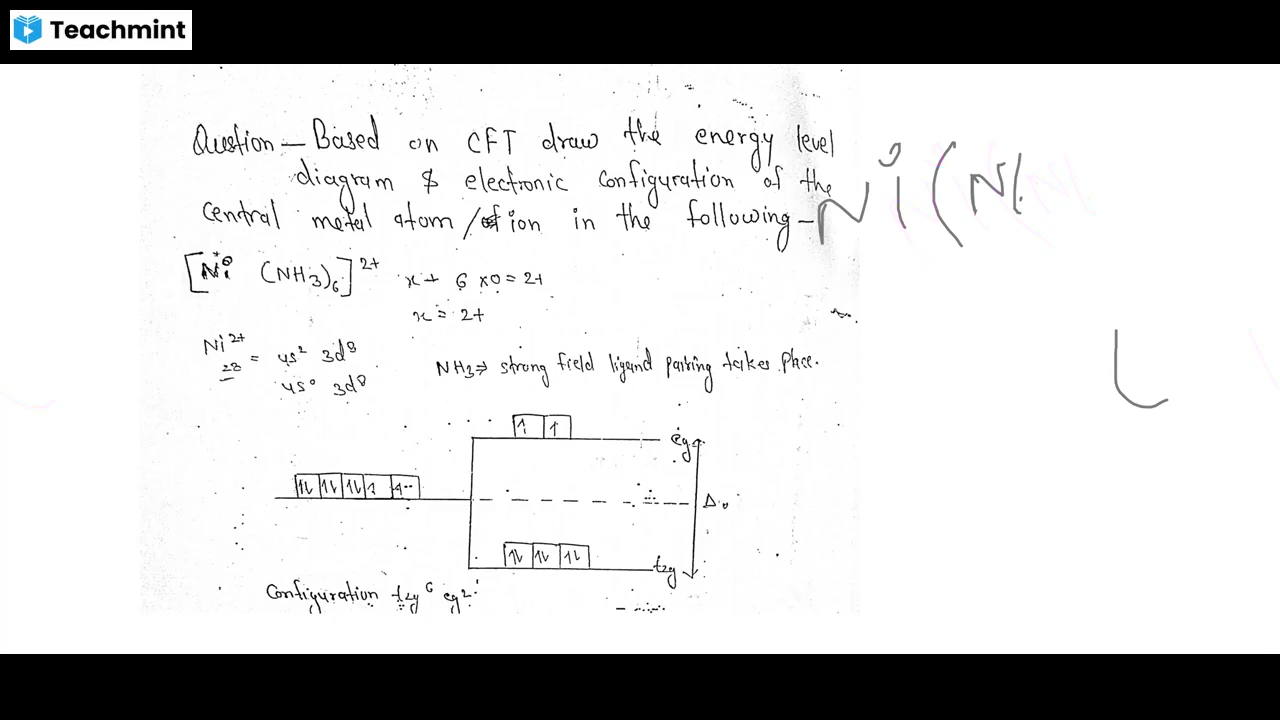 Teachmint
Qustion — Based on CFT draw the energy level
diagram & electronic configuration of the
central metal atom / ion in the following —
Ni(N
[Ni (NH3)6]2+ x + 6 x0 = 2+
x = 2+
Ni2+
28 = 4s2 3d8
4s0 3d8
NH3 ⇒ strong field ligand pairing takes place.
↑ ↑ eg
↑↓ ↑↓ ↑↓ ↑ ↑ Δo
↑↓ ↑↓ ↑↓ t2g
Configuration t2g6 eg2